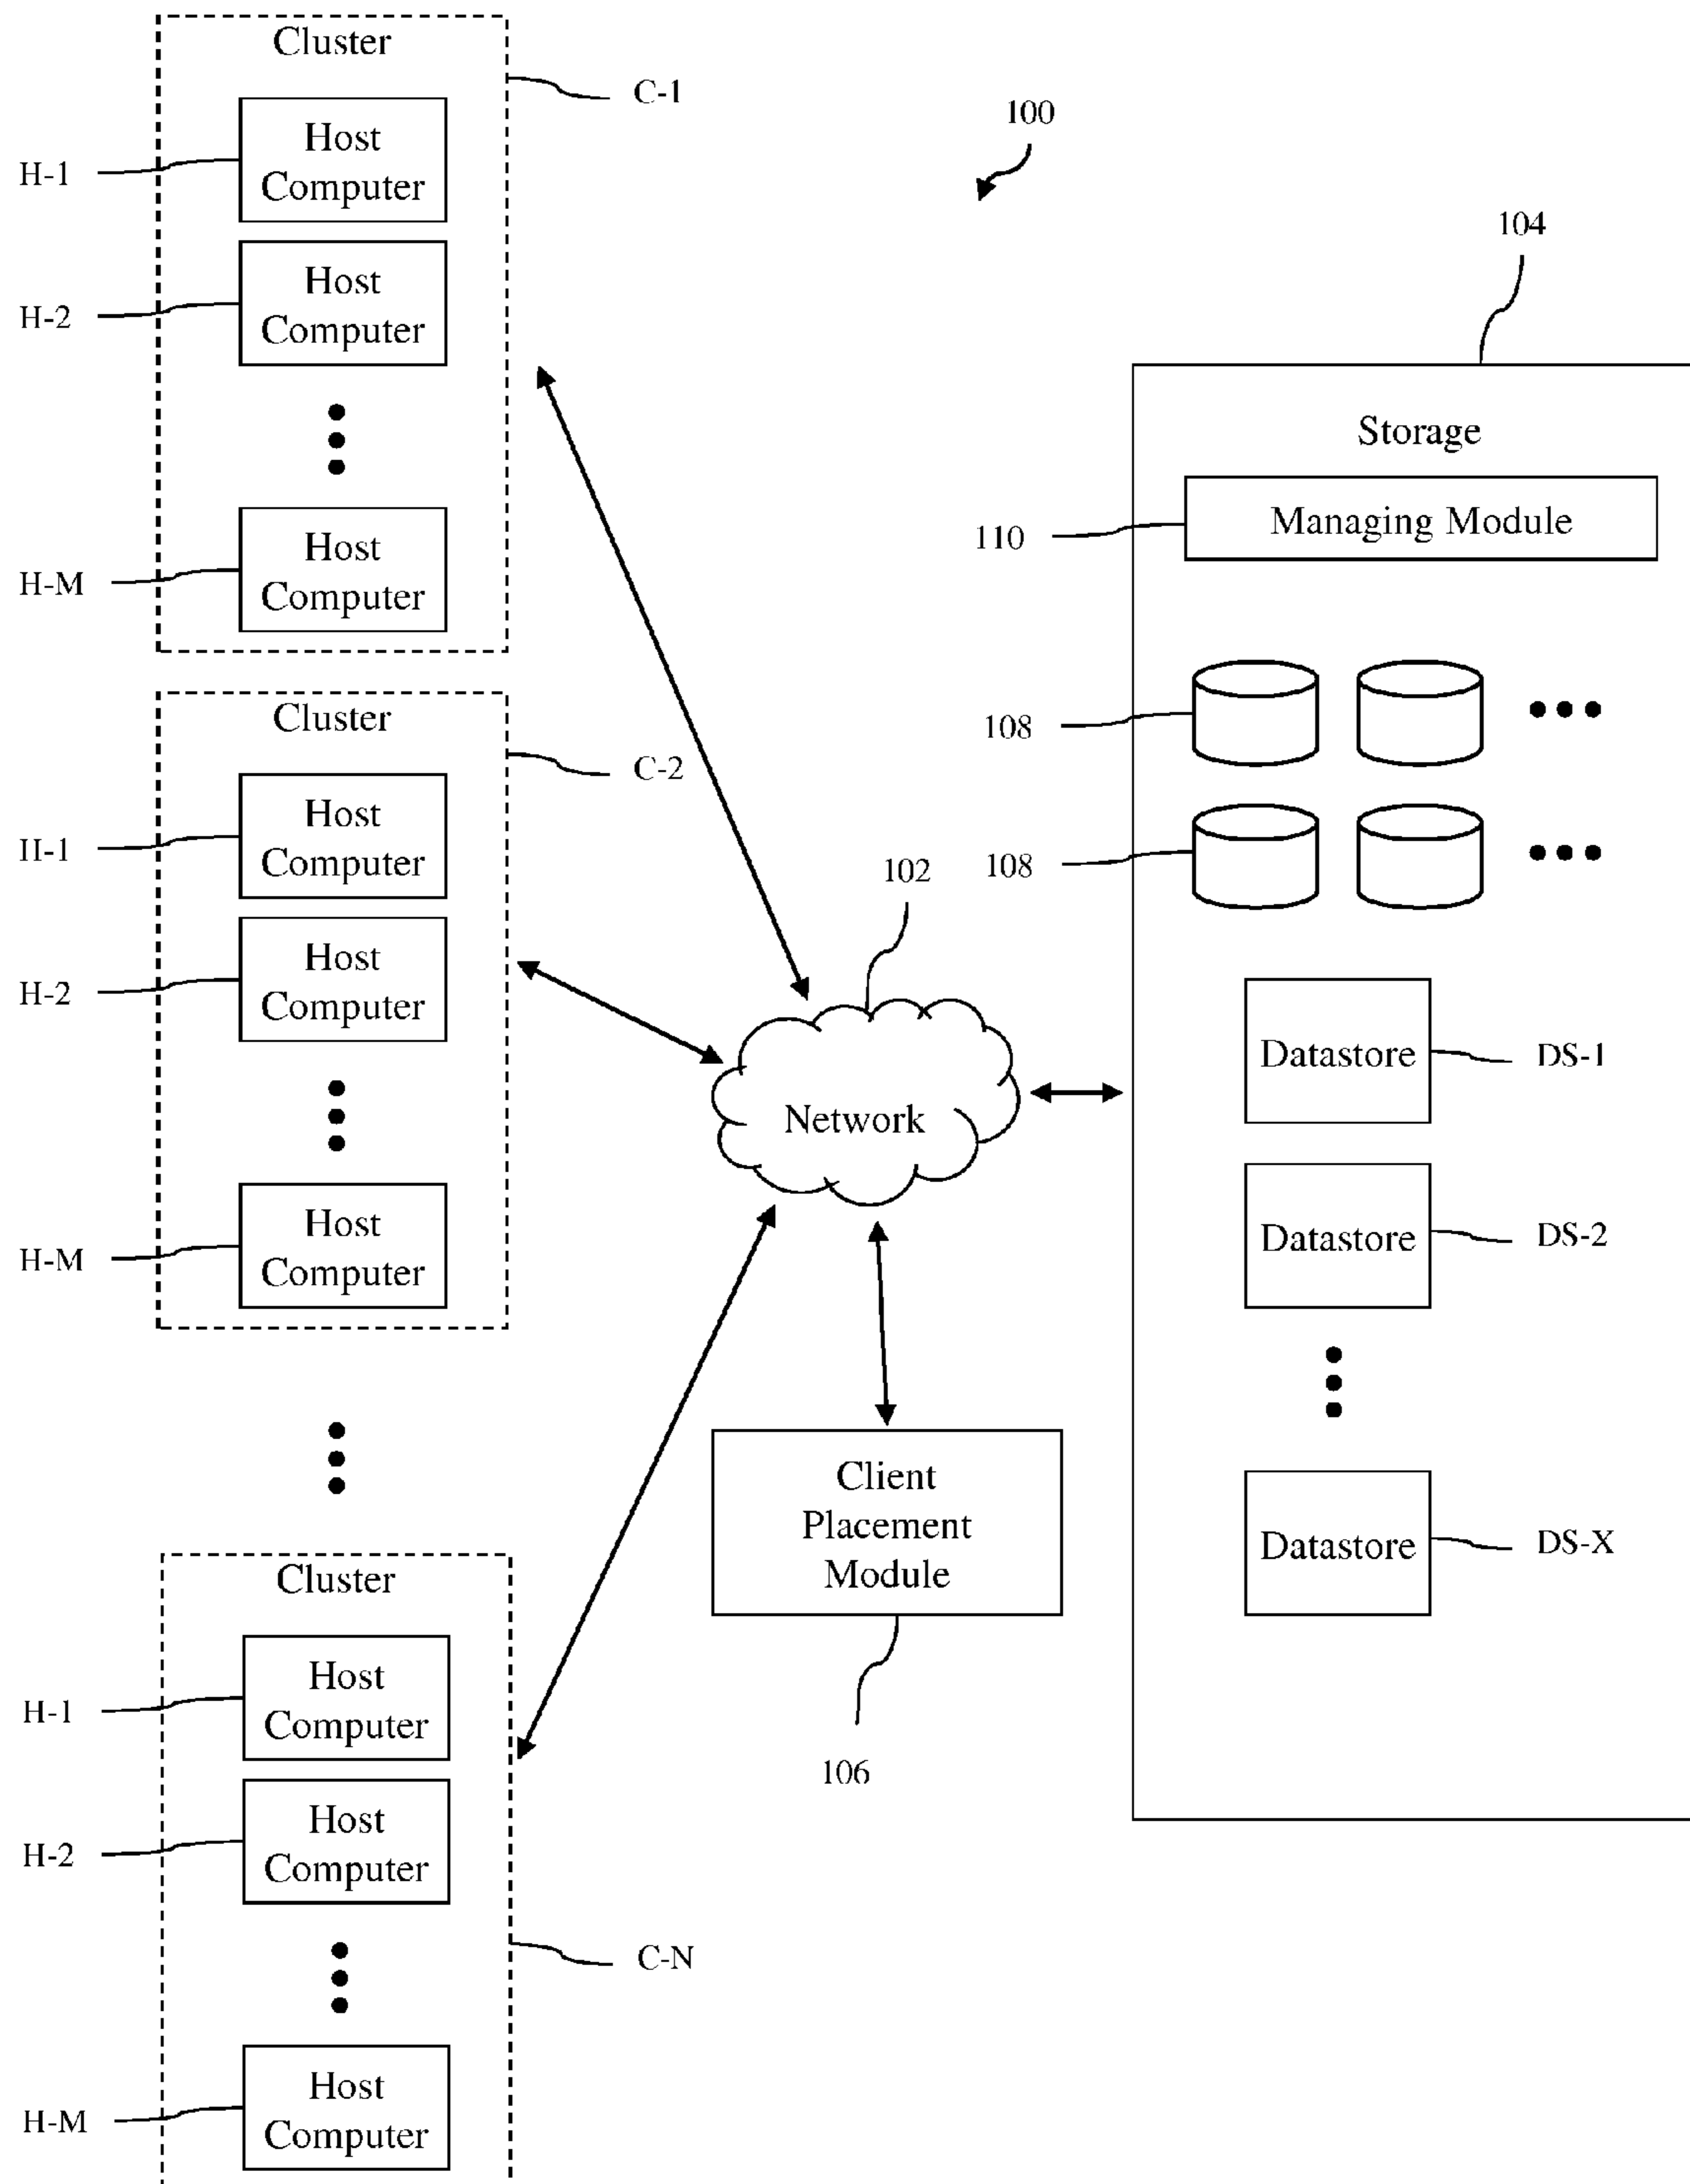 Cluster
C-1
Host
Computer
H-1
Host
Computer
H-2
Host
Computer
H-M
Cluster
C-2
Host
Computer
II-1
Host
Computer
H-2
Host
Computer
H-M
Cluster
Host
Computer
H-1
Host
Computer
H-2
C-N
Host
Computer
H-M
100
102
Network
Client
Placement
Module
106
104
Storage
Managing Module
110
108
108
Datastore
DS-1
Datastore
DS-2
Datastore
DS-X